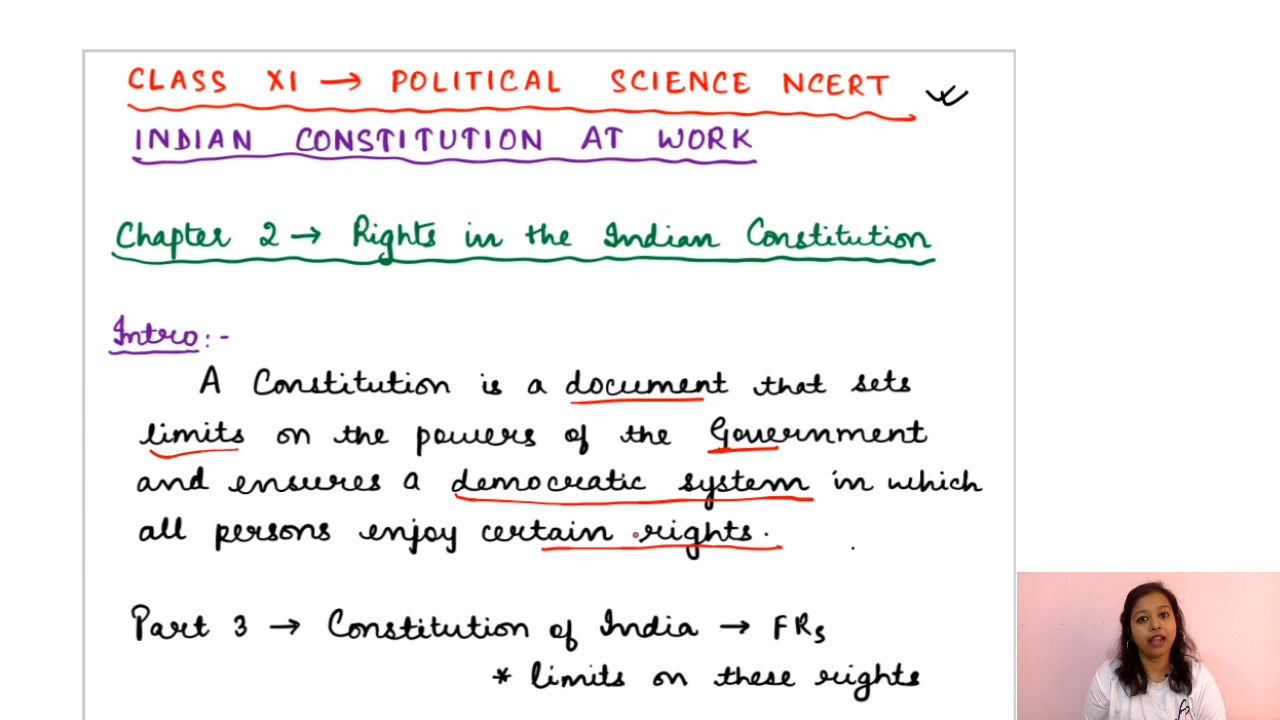 CLASS XI → POLITICAL SCIENCE NCERT
INDIAN CONSTITUTION AT WORK
Chapter 2 → Rights in the Indian Constitution
Intro:-
A Constitution is a document that sets
limits on the powers of the Government
and ensures a democratic system in which
all persons enjoy certain rights.
Part 3 → Constitution of India → FRs
* limits on these rights